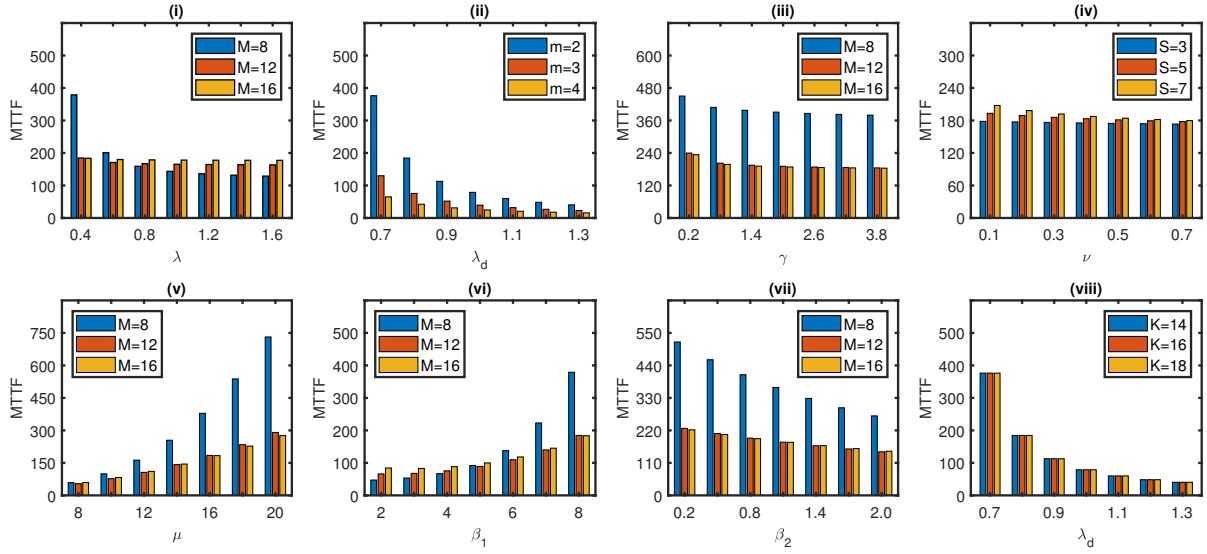 (i)
MTTF
600
500
400
300
200
100
0
0.4 0.8 1.2 1.6
λ
M=8
M=12
M=16
(ii)
MTTF
500
400
300
200
100
0
0.7 0.9 1.1 1.3
λd
m=2
m=3
m=4
(iii)
MTTF
600
480
360
240
120
0
0.2 1.4 2.6 3.8
γ
M=8
M=12
M=16
(iv)
MTTF
300
240
180
120
60
0
0.1 0.3 0.5 0.7
ν
S=3
S=5
S=7
(v)
MTTF
750
600
450
300
150
0
8 12 16 20
μ
M=8
M=12
M=16
(vi)
MTTF
500
400
300
200
100
0
2 4 6 8
β1
M=8
M=12
M=16
(vii)
MTTF
550
440
330
220
110
0
0.2 0.8 1.4 2.0
β2
M=8
M=12
M=16
(viii)
MTTF
500
400
300
200
100
0
0.7 0.9 1.1 1.3
λd
K=14
K=16
K=18